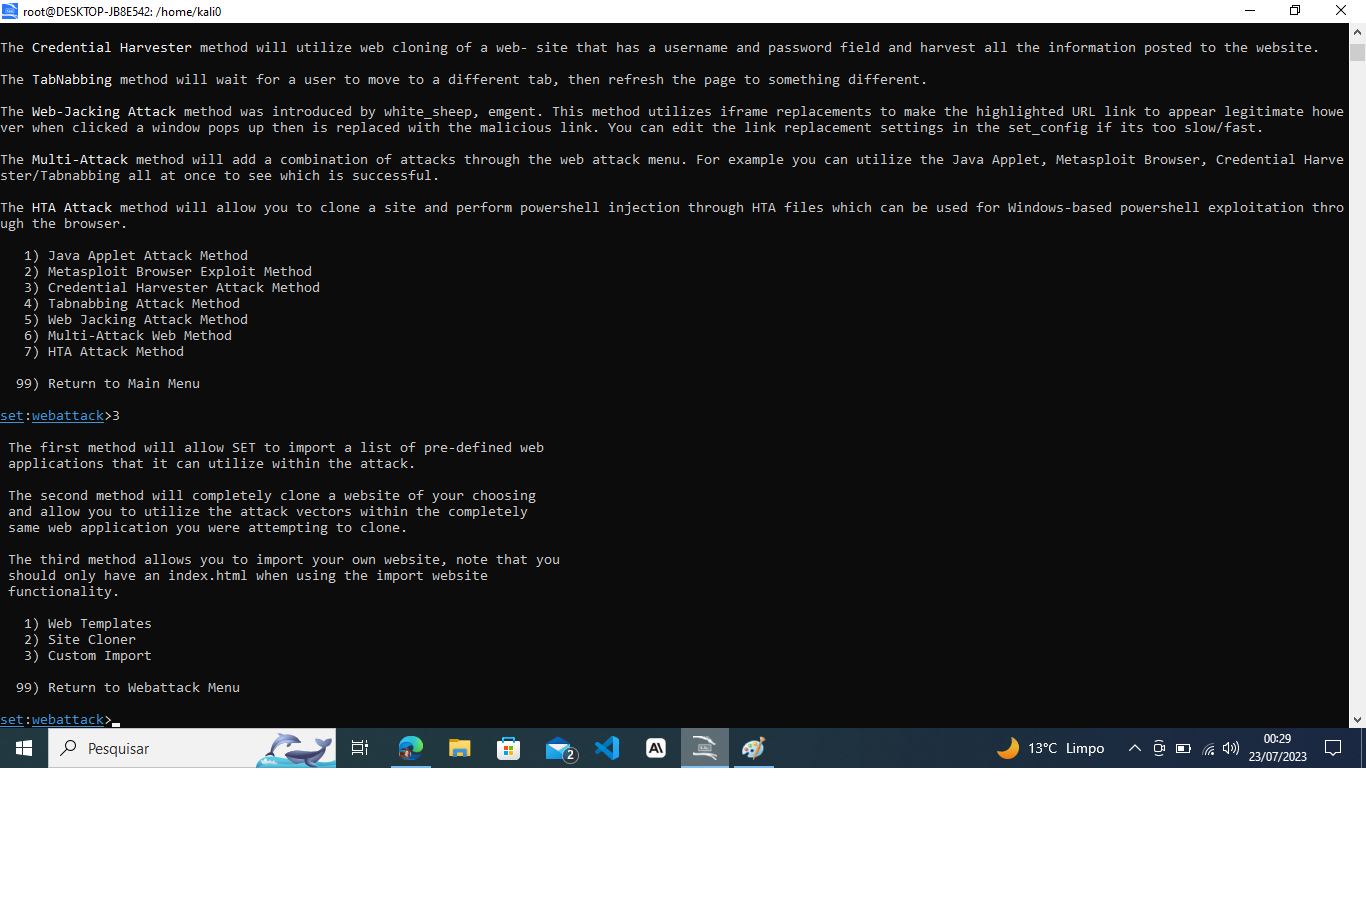 root@DESKTOP-JB8E542: /home/kali0
The Credential Harvester method will utilize web cloning of a web- site that has a username and password field and harvest all the information posted to the website.
The TabNabbing method will wait for a user to move to a different tab, then refresh the page to something different.
The Web-Jacking Attack method was introduced by white_sheep, emgent. This method utilizes iframe replacements to make the highlighted URL link to appear legitimate howe
ver when clicked a window pops up then is replaced with the malicious link. You can edit the link replacement settings in the set_config if its too slow/fast.
The Multi-Attack method will add a combination of attacks through the web attack menu. For example you can utilize the Java Applet, Metasploit Browser, Credential Harve
ster/Tabnabbing all at once to see which is successful.
The HTA Attack method will allow you to clone a site and perform powershell injection through HTA files which can be used for Windows-based powershell exploitation thro
ugh the browser.
1) Java Applet Attack Method
2) Metasploit Browser Exploit Method
3) Credential Harvester Attack Method
4) Tabnabbing Attack Method
5) Web Jacking Attack Method
6) Multi-Attack Web Method
7) HTA Attack Method
99) Return to Main Menu
set:webattack>3
The first method will allow SET to import a list of pre-defined web
applications that it can utilize within the attack.
The second method will completely clone a website of your choosing
and allow you to utilize the attack vectors within the completely
same web application you were attempting to clone.
The third method allows you to import your own website, note that you
should only have an index.html when using the import website
functionality.
1) Web Templates
2) Site Cloner
3) Custom Import
99) Return to Webattack Menu
set:webattack>
Pesquisar
2
13°C Limpo
00:29
23/07/2023